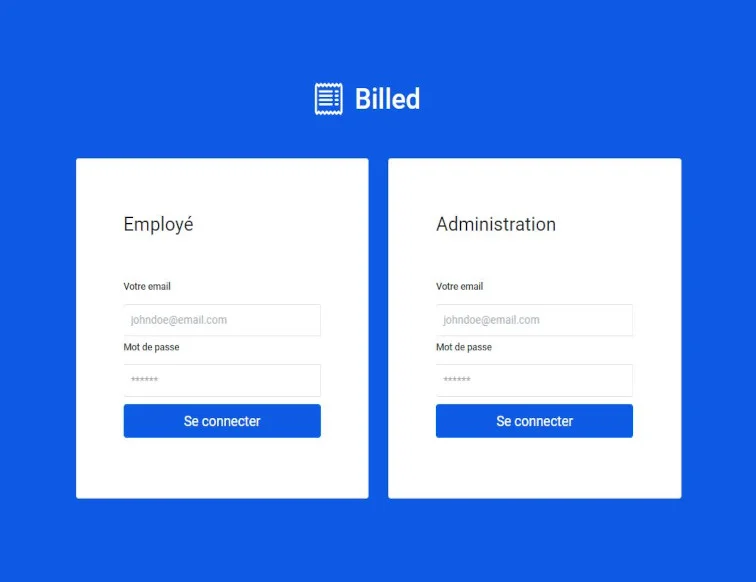 Billed
Employé
Votre email
johndoe@email.com
Mot de passe
******
Se connecter
Administration
Votre email
johndoe@email.com
Mot de passe
******
Se connecter